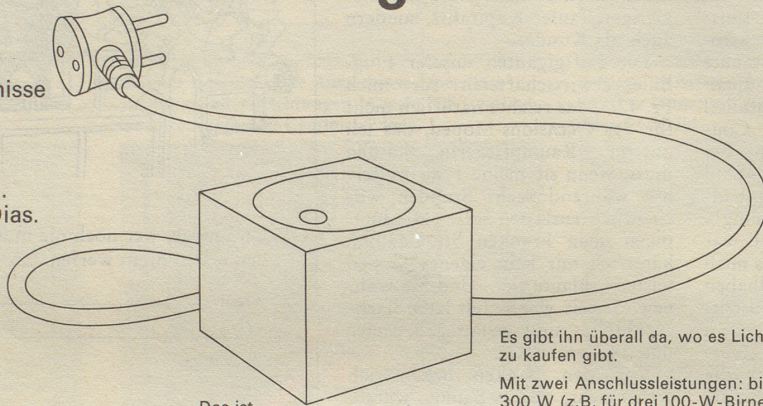 nisse
Dias.
Es gibt ihn überall da, wo es Lich
zu kaufen gibt.
Mit zwei Anschlussleistungen: bi
300 W (z.B. für drei 100-W-Birne
Das ist